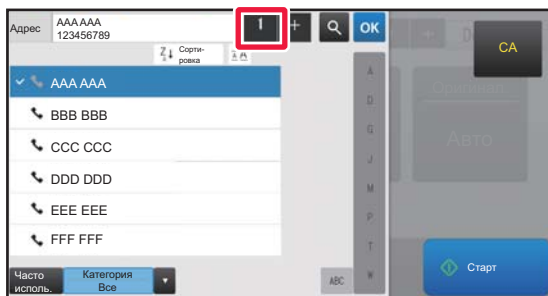 Адрес
AAA AAA
123456789
1
+
OK
CA
Z
Сорти-
ровка
AAA AAA
BBB BBB
CCC CCC
DDD DDD
EEE EEE
FFF FFF
A
D
G
J
M
P
T
W
Оригинал
Авто
Часто
исполь.
Категория
Все
ABC
Старт